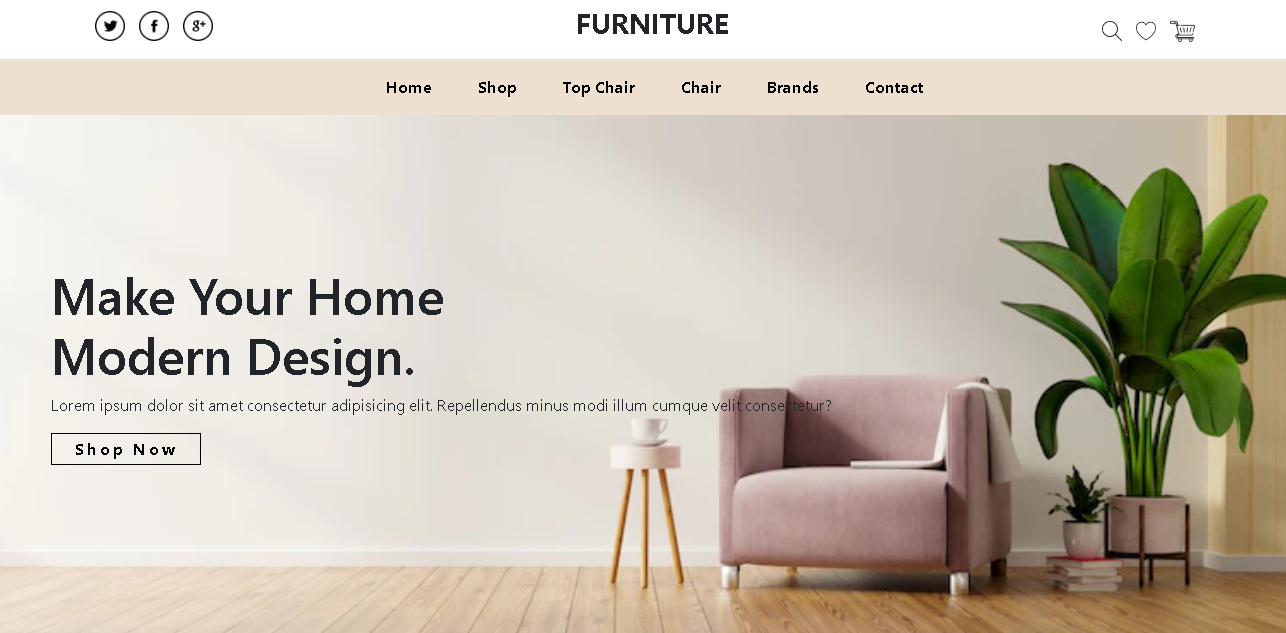 FURNITURE
Home Shop Top Chair Chair Brands Contact
Make Your Home
Modern Design.
Lorem ipsum dolor sit amet consectetur adipisicing elit. Repellendus minus modi illum cumque velit consectetur?
Shop Now